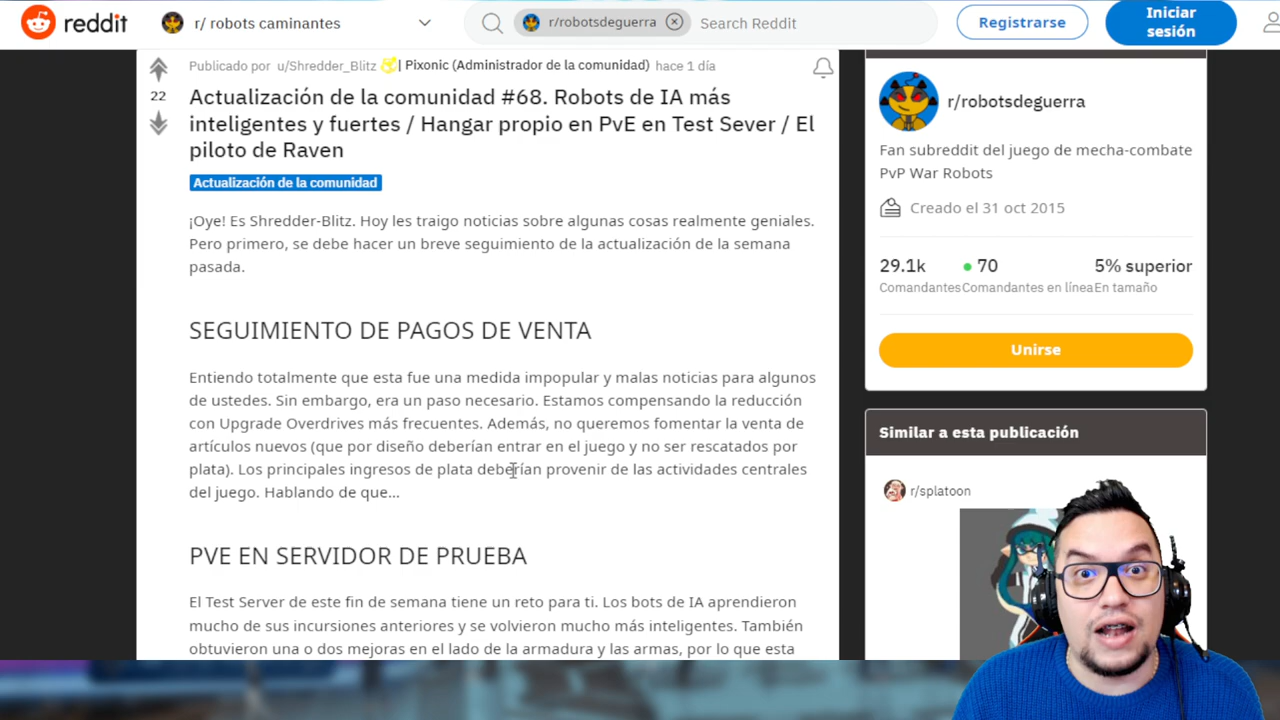 reddit
r/ robots caminantes
r/robotsdeguerra
Search Reddit
Registrarse
Iniciar
sesión
Publicado por u/Shredder_Blitz | Pixonic (Administrador de la comunidad) hace 1 día
22
Actualización de la comunidad #68. Robots de IA más
inteligentes y fuertes / Hangar propio en PvE en Test Sever / El
piloto de Raven
Actualización de la comunidad
¡Oye! Es Shredder-Blitz. Hoy les traigo noticias sobre algunas cosas realmente geniales.
Pero primero, se debe hacer un breve seguimiento de la actualización de la semana
pasada.
SEGUIMIENTO DE PAGOS DE VENTA
Entiendo totalmente que esta fue una medida impopular y malas noticias para algunos
de ustedes. Sin embargo, era un paso necesario. Estamos compensando la reducción
con Upgrade Overdrives más frecuentes. Además, no queremos fomentar la venta de
artículos nuevos (que por diseño deberían entrar en el juego y no ser rescatados por
plata). Los principales ingresos de plata deberían provenir de las actividades centrales
del juego. Hablando de que...
PVE EN SERVIDOR DE PRUEBA
El Test Server de este fin de semana tiene un reto para ti. Los bots de IA aprendieron
mucho de sus incursiones anteriores y se volvieron mucho más inteligentes. También
obtuvieron una o dos mejoras en el lado de la armadura y las armas, por lo que esta
r/robotsdeguerra
Fan subreddit del juego de mecha-combate
PvP War Robots
Creado el 31 oct 2015
29.1k 70 5% superior
Comandantes Comandantes en línea En tamaño
Unirse
Similar a esta publicación
r/splatoon